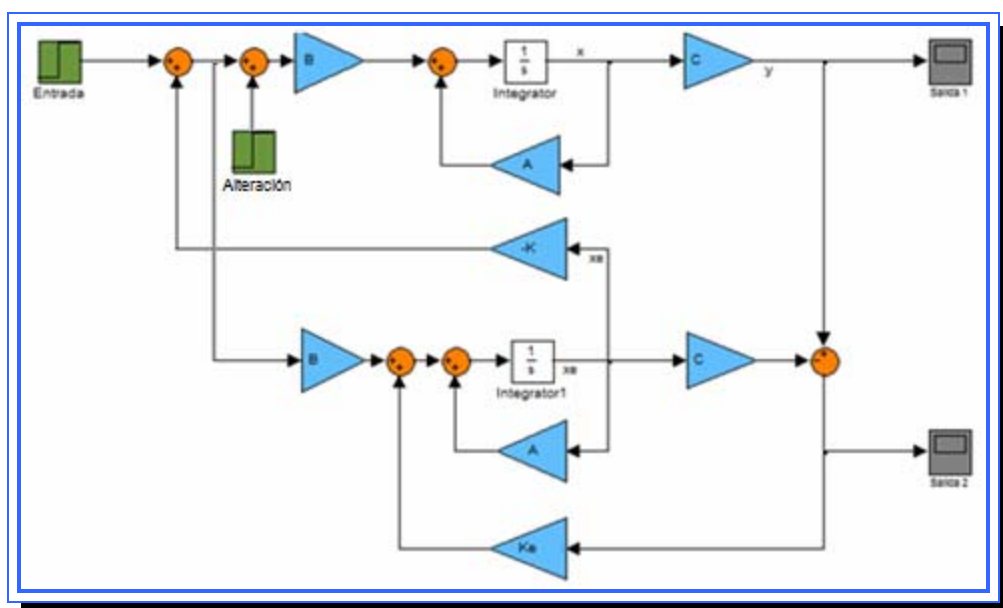 Entrada
B
1
s
Integrator
x
C
y
Salida 1
A
Alteración
-K
xe
B
1
s
Integrator1
xe
C
A
Salida 2
Ke